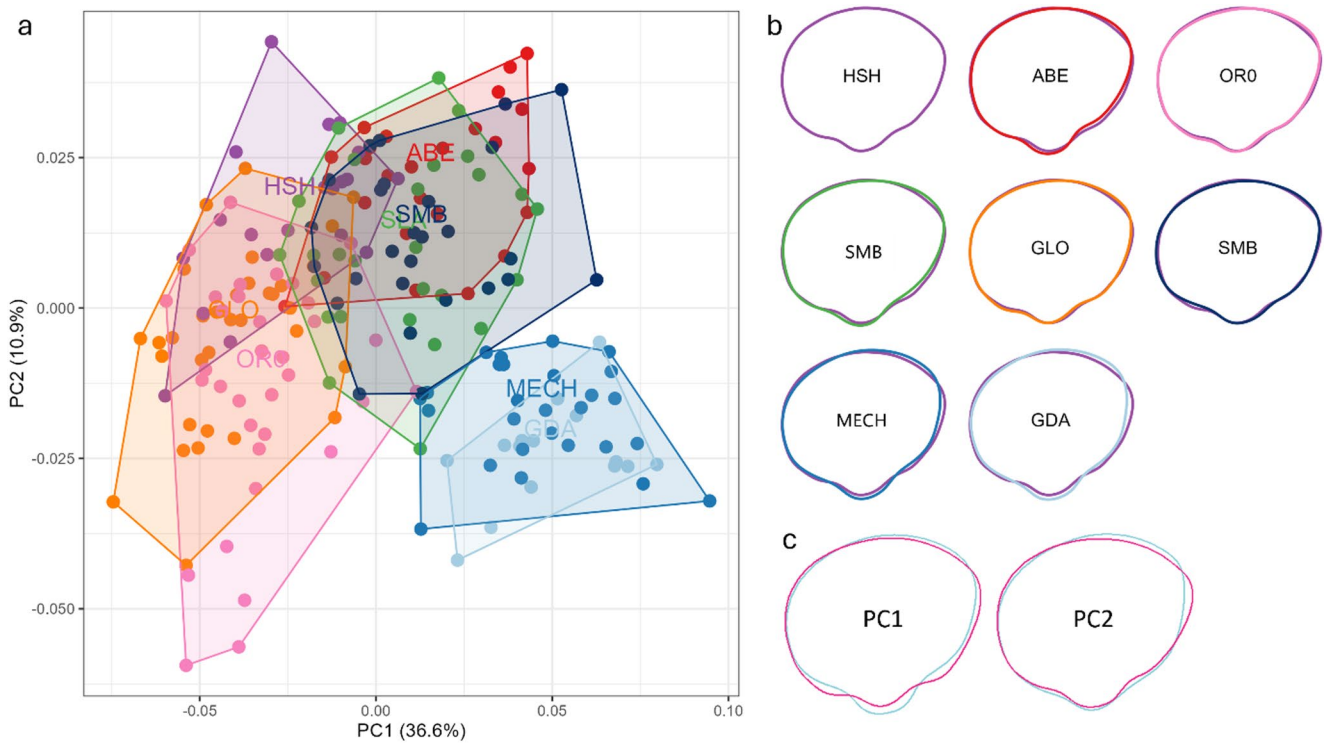 a
PC2 (10.9%)
0.025
0.000
-0.025
-0.050
ABE
HSH
SMB
GLO
OR0
MECH
GDA
-0.05
0.00
0.05
0.10
PC1 (36.6%)
b
HSH
ABE
OR0
SMB
GLO
SMB
MECH
GDA
c
PC1
PC2